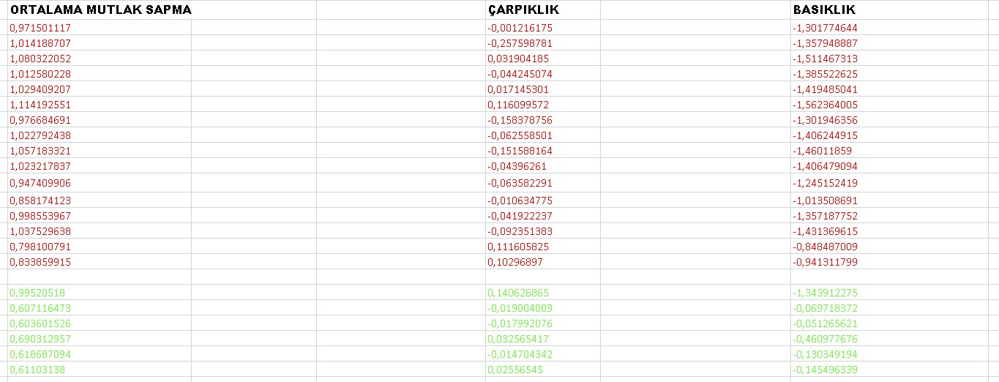 ORTALAMA MUTLAK SAPMA ÇARPIKLIK BASIKLIK
0,971501117 -0,001216175 -1,301774644
1,014188707 -0,257598781 -1,357948887
1,080322052 0,031904185 -1,511467313
1,012580228 -0,044245074 -1,385522625
1,029409207 0,017145301 -1,419485041
1,114192551 0,116099572 -1,562364005
0,976684691 -0,158378756 -1,301946356
1,022792438 -0,062558501 -1,406244915
1,057183321 -0,151588164 -1,46011859
1,023217837 -0,04396261 -1,406479094
0,947409906 -0,063582291 -1,245152419
0,858174123 -0,010634775 -1,013508691
0,998553967 -0,041922237 -1,357187752
1,037529638 -0,092351383 -1,431369615
0,798100791 0,111605825 -0,848487009
0,833859915 0,10296897 -0,941311799
0,99520518 0,140626865 -1,343912275
0,607116473 -0,019004009 -0,069718372
0,603601526 -0,017992076 -0,051265621
0,690312957 0,032565417 -0,460977676
0,618687094 -0,014704342 -0,130349194
0,61103138 0,02556545 -0,145496339